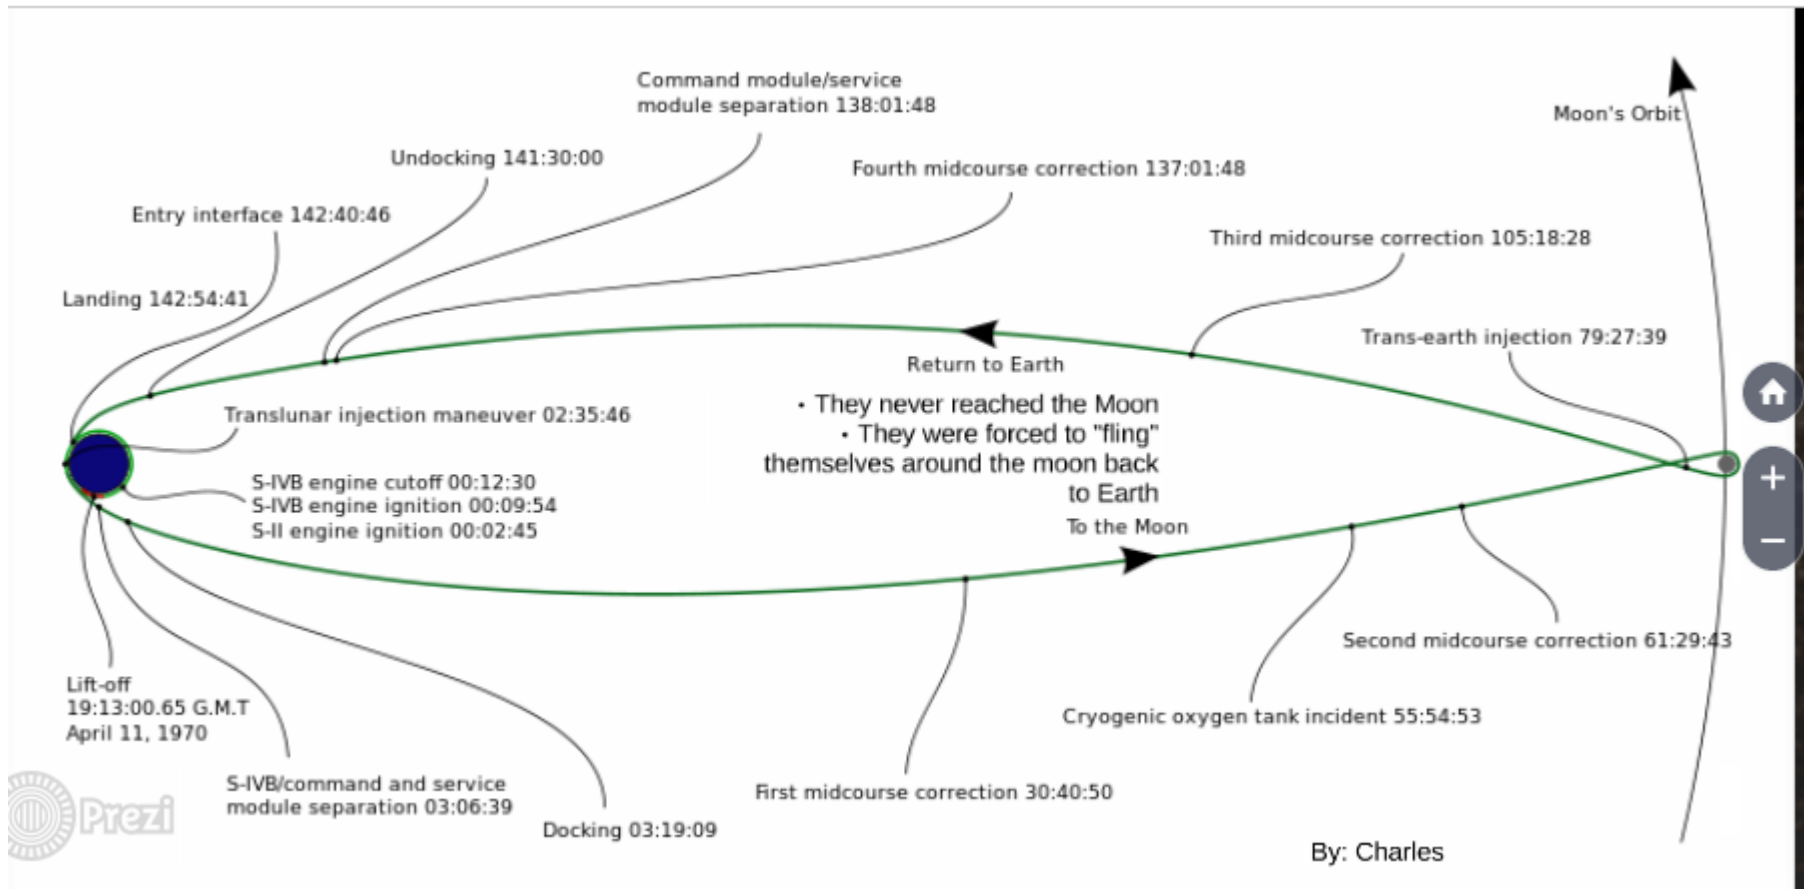 Command module/service
module separation 138:01:48
Moon's Orbit
Undocking 141:30:00
Fourth midcourse correction 137:01:48
Entry interface 142:40:46
Third midcourse correction 105:18:28
Landing 142:54:41
Trans-earth injection 79:27:39
Return to Earth
• They never reached the Moon
• They were forced to "fling"
themselves around the moon back
to Earth
Translunar injection maneuver 02:35:46
S-IVB engine cutoff 00:12:30
S-IVB engine ignition 00:09:54
S-II engine ignition 00:02:45
To the Moon
Second midcourse correction 61:29:43
Lift-off
19:13:00.65 G.M.T
April 11, 1970
Cryogenic oxygen tank incident 55:54:53
S-IVB/command and service
module separation 03:06:39
First midcourse correction 30:40:50
Docking 03:19:09
Prezi
By: Charles